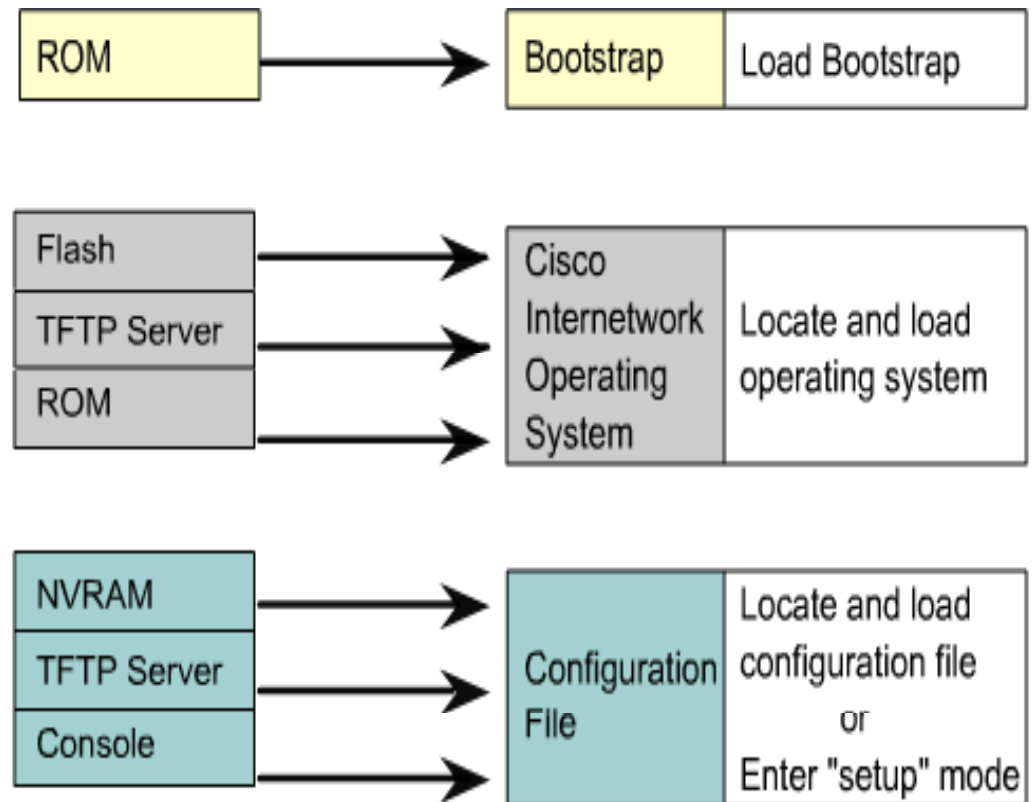 ROM
Bootstrap
Load Bootstrap
Flash
TFTP Server
ROM
Cisco
Internetwork
Operating
System
Locate and load
operating system
NVRAM
TFTP Server
Console
Configuration
File
Locate and load
configuration file
or
Enter "setup" mode